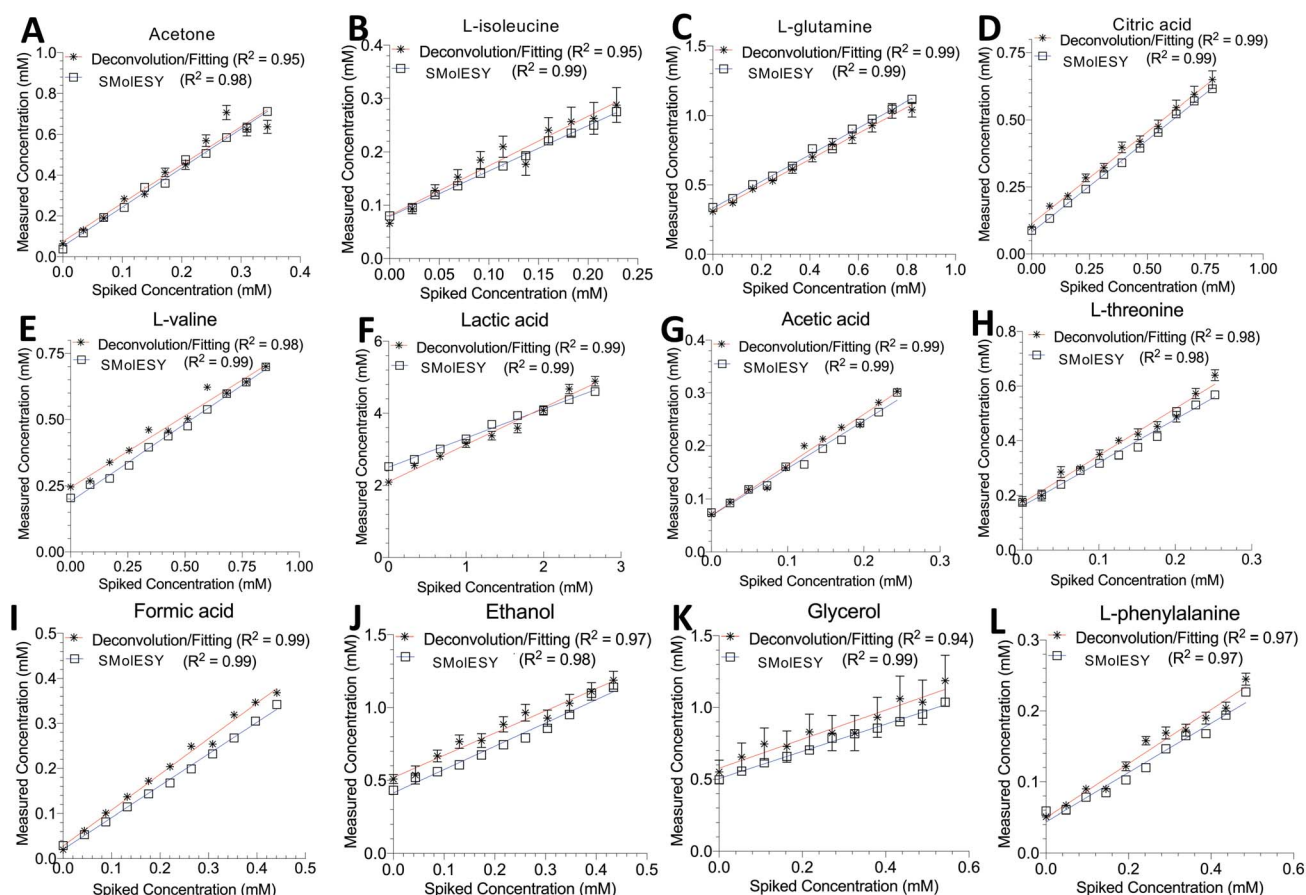 A
Acetone
Deconvolution/Fitting (R² = 0.95)
SMolESY (R² = 0.98)
Measured Concentration (mM)
1.0
0.8
0.6
0.4
0.2
0.0
0.0 0.1 0.2 0.3 0.4
Spiked Concentration (mM)
B
L-isoleucine
Deconvolution/Fitting (R² = 0.95)
SMolESY (R² = 0.99)
Measured Concentration (mM)
0.4
0.3
0.2
0.1
0.0
0.00 0.05 0.10 0.15 0.20 0.25
Spiked Concentration (mM)
C
L-glutamine
Deconvolution/Fitting (R² = 0.99)
SMolESY (R² = 0.99)
Measured Concentration (mM)
1.5
1.0
0.5
0.0
0.0 0.2 0.4 0.6 0.8 1.0
Spiked Concentration (mM)
D
Citric acid
Deconvolution/Fitting (R² = 0.99)
SMolESY (R² = 0.99)
Measured Concentration (mM)
0.75
0.50
0.25
0.00
0.00 0.25 0.50 0.75 1.00
Spiked Concentration (mM)
E
L-valine
Deconvolution/Fitting (R² = 0.98)
SMolESY (R² = 0.99)
Measured Concentration (mM)
0.75
0.50
0.25
0.00
0.00 0.25 0.50 0.75 1.00
Spiked Concentration (mM)
F
Lactic acid
Deconvolution/Fitting (R² = 0.99)
SMolESY (R² = 0.99)
Measured Concentration (mM)
6
4
2
0
0 1 2 3
Spiked Concentration (mM)
G
Acetic acid
Deconvolution/Fitting (R² = 0.99)
SMolESY (R² = 0.99)
Measured Concentration (mM)
0.4
0.3
0.2
0.1
0.0
0.0 0.1 0.2 0.3
Spiked Concentration (mM)
H
L-threonine
Deconvolution/Fitting (R² = 0.98)
SMolESY (R² = 0.98)
Measured Concentration (mM)
0.8
0.6
0.4
0.2
0.0
0.0 0.1 0.2 0.3
Spiked Concentration (mM)
I
Formic acid
Deconvolution/Fitting (R² = 0.99)
SMolESY (R² = 0.99)
Measured Concentration (mM)
0.5
0.4
0.3
0.2
0.1
0.0
0.0 0.1 0.2 0.3 0.4 0.5
Spiked Concentration (mM)
J
Ethanol
Deconvolution/Fitting (R² = 0.97)
SMolESY (R² = 0.98)
Measured Concentration (mM)
1.5
1.0
0.5
0.0
0.0 0.1 0.2 0.3 0.4 0.5
Spiked Concentration (mM)
K
Glycerol
Deconvolution/Fitting (R² = 0.94)
SMolESY (R² = 0.99)
Measured Concentration (mM)
1.5
1.0
0.5
0.0
0.0 0.2 0.4 0.6
Spiked Concentration (mM)
L
L-phenylalanine
Deconvolution/Fitting (R² = 0.97)
SMolESY (R² = 0.97)
Measured Concentration (mM)
0.3
0.2
0.1
0.0
0.0 0.2 0.4 0.6
Spiked Concentration (mM)